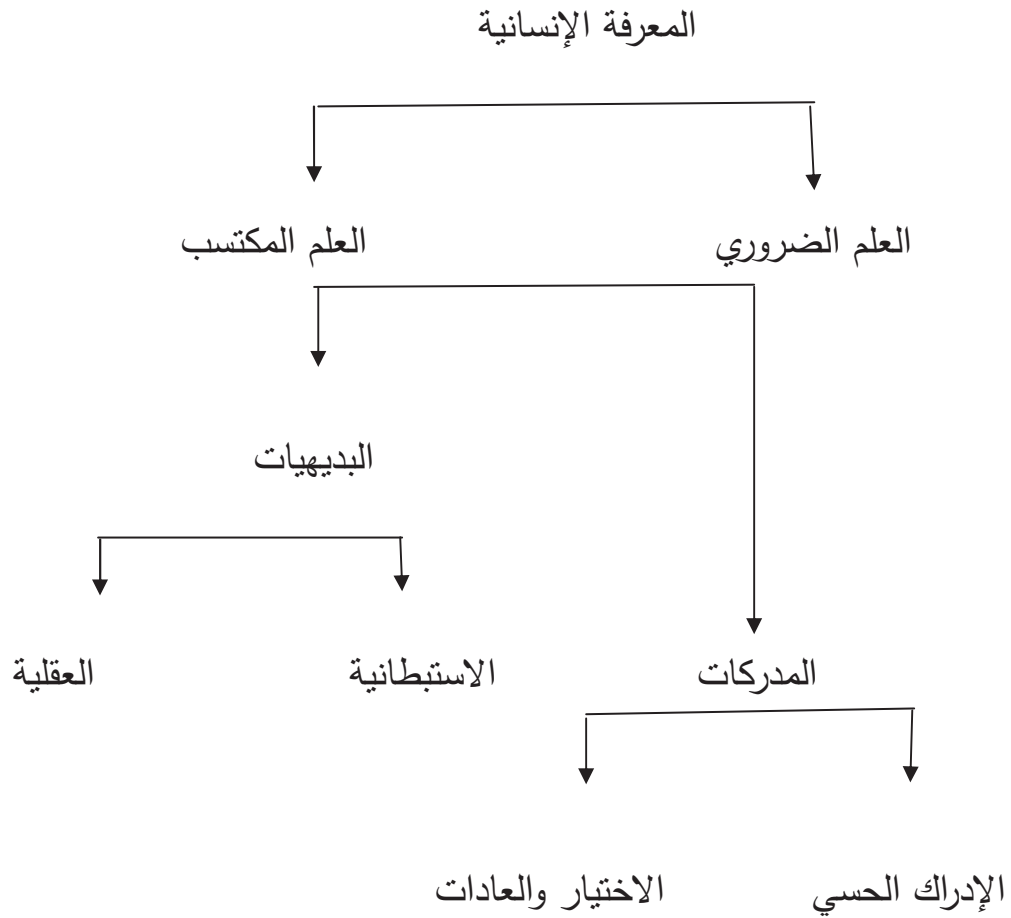 المعرفة الإنسانية
العلم الضروري
العلم المكتسب
البديهيات
المدركات
الاستبطانية
العقلية
الإدراك الحسي
الاختيار والعادات